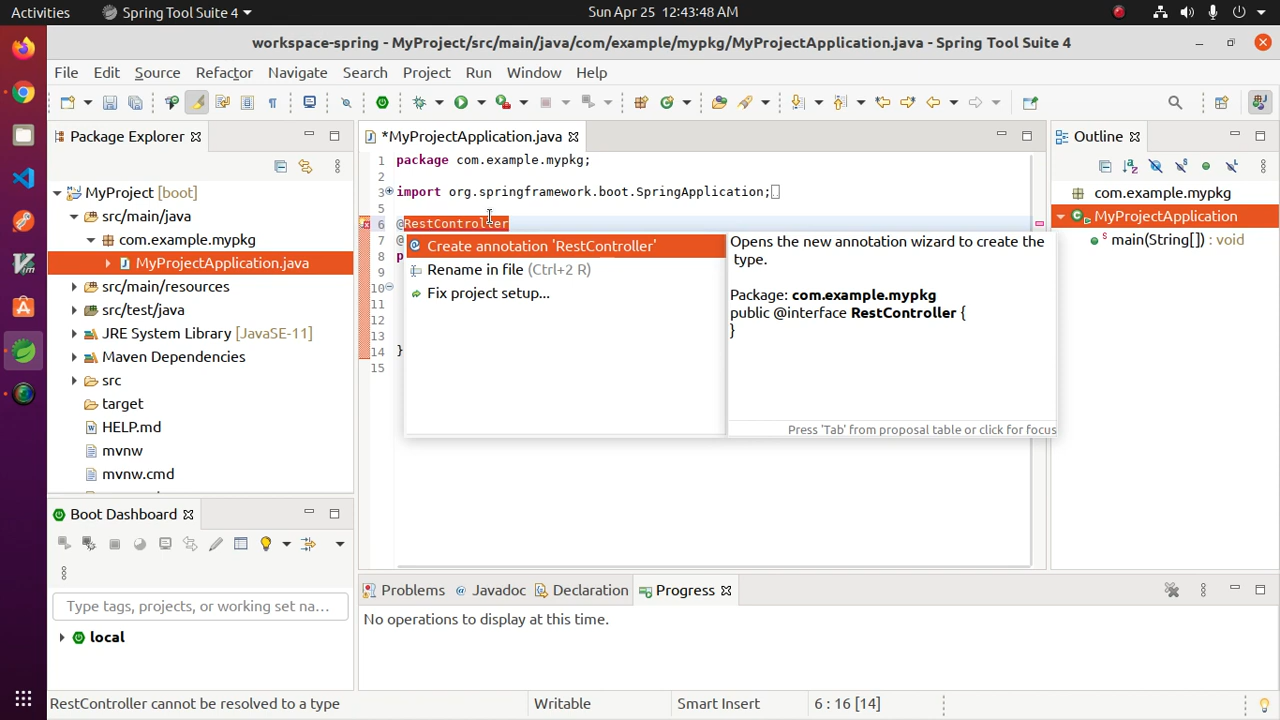 Activities
Spring Tool Suite 4
Sun Apr 25 12:43:48 AM
workspace-spring - MyProject/src/main/java/com/example/mypkg/MyProjectApplication.java - Spring Tool Suite 4
File Edit Source Refactor Navigate Search Project Run Window Help
Package Explorer
MyProject [boot]
src/main/java
com.example.mypkg
MyProjectApplication.java
src/main/resources
src/test/java
JRE System Library [JavaSE-11]
Maven Dependencies
src
target
HELP.md
mvnw
mvnw.cmd
Boot Dashboard
Type tags, projects, or working set na...
local
*MyProjectApplication.java
1 package com.example.mypkg;
2
3 import org.springframework.boot.SpringApplication;
5
6 @RestController
7 @
8 p
9
10
11
12
13
14 }
15
Create annotation 'RestController'
Rename in file (Ctrl+2 R)
Fix project setup...
Opens the new annotation wizard to create the
type.
Package: com.example.mypkg
public @interface RestController {
}
Press 'Tab' from proposal table or click for focus
Outline
com.example.mypkg
MyProjectApplication
main(String[]) : void
Problems
Javadoc
Declaration
Progress
No operations to display at this time.
RestController cannot be resolved to a type
Writable
Smart Insert
6 : 16 [14]